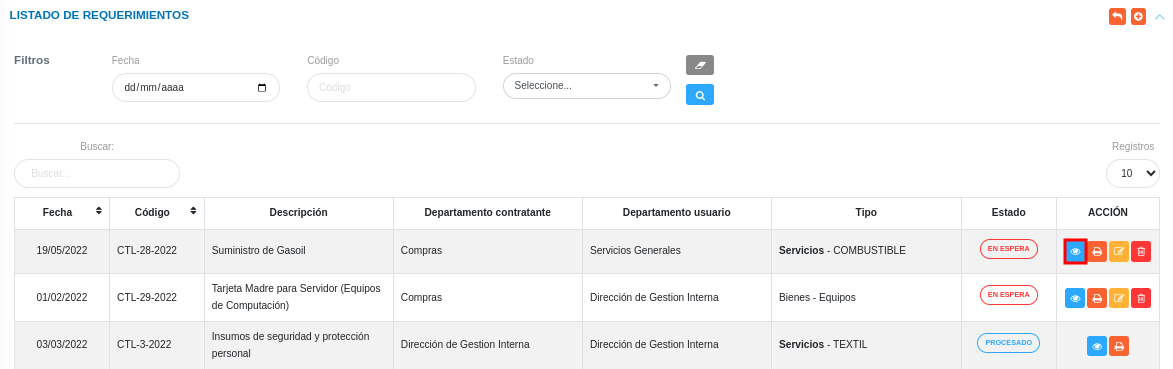 LISTADO DE REQUERIMIENTOS
Filtros
Fecha
Código
Estado
dd/mm/aaaa
Código
Seleccione...
Buscar:
Registros
Buscar...
10
Fecha Código Descripción Departamento contratante Departamento usuario Tipo Estado ACCIÓN
19/05/2022 CTL-28-2022 Suministro de Gasoil Compras Servicios Generales Servicios - COMBUSTIBLE EN ESPERA
01/02/2022 CTL-29-2022 Tarjeta Madre para Servidor (Equipos
de Computación) Compras Dirección de Gestion Interna Bienes - Equipos EN ESPERA
03/03/2022 CTL-3-2022 Insumos de seguridad y protección
personal Dirección de Gestion Interna Dirección de Gestion Interna Servicios - TEXTIL PROCESADO